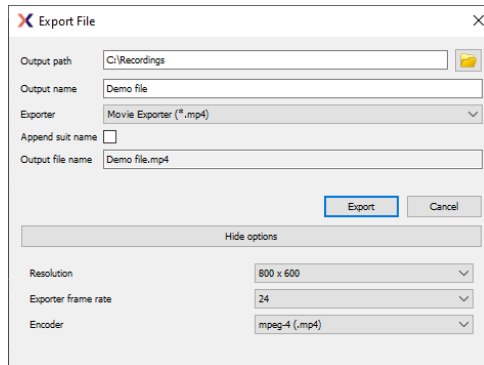 Export File
Output path C:\Recordings
Output name Demo file
Exporter Movie Exporter (*.mp4)
Append suit name
Output file name Demo file.mp4
Export Cancel
Hide options
Resolution 800 x 600
Exporter frame rate 24
Encoder mpeg-4 (.mp4)